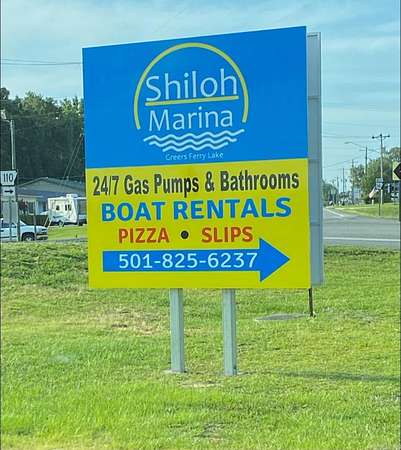 Shiloh
Marina
Greers Ferry Lake
24/7 Gas Pumps & Bathrooms
BOAT RENTALS
PIZZA • SLIPS
501-825-6237
110